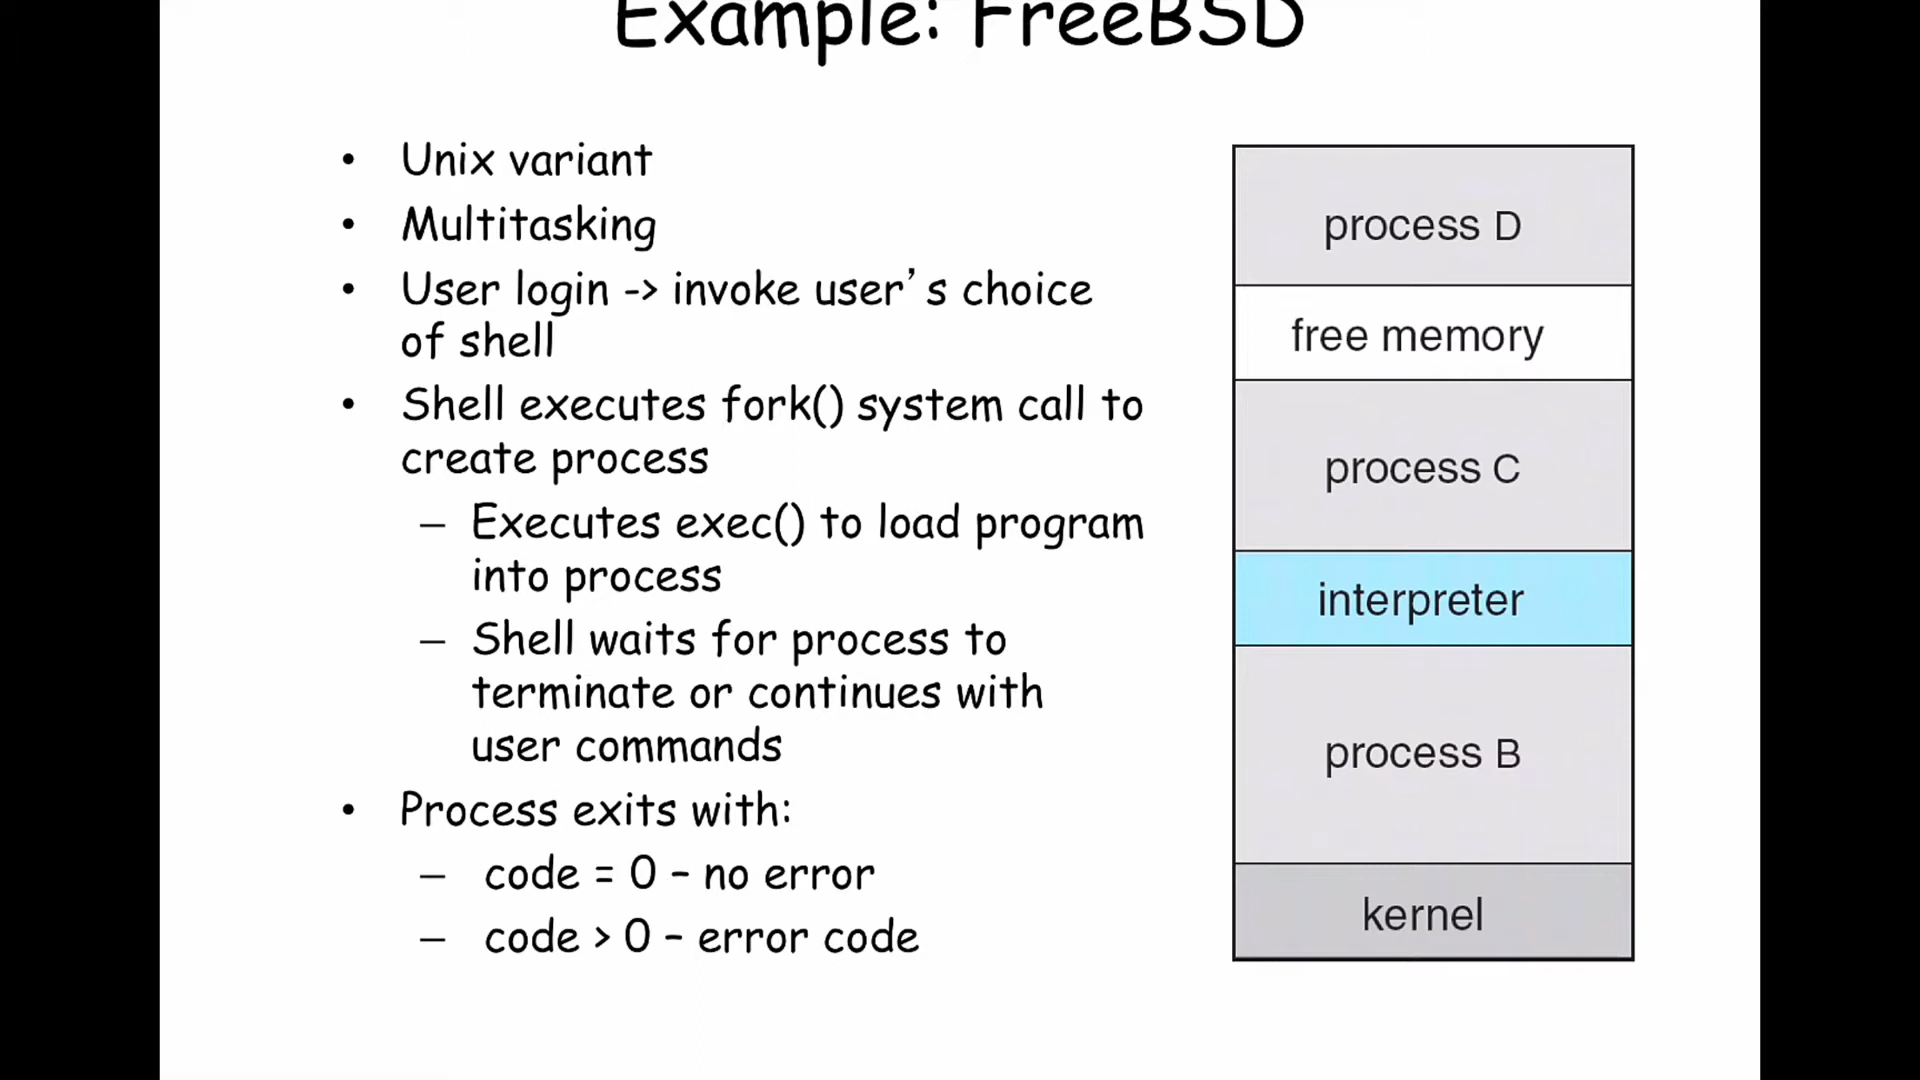 Example: FreeBSD
• Unix variant
• Multitasking
• User login -> invoke user’s choice
of shell
• Shell executes fork() system call to
create process
– Executes exec() to load program
into process
– Shell waits for process to
terminate or continues with
user commands
• Process exits with:
– code = 0 – no error
– code > 0 – error code
process D
free memory
process C
interpreter
process B
kernel